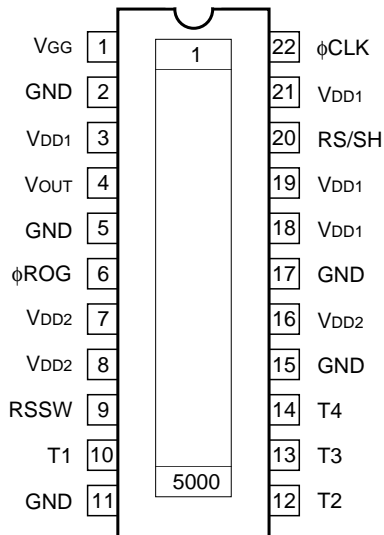 VGG 1 1 22 ϕCLK
GND 2 21 VDD1
VDD1 3 20 RS/SH
VOUT 4 19 VDD1
GND 5 18 VDD1
ϕROG 6 17 GND
VDD2 7 16 VDD2
VDD2 8 15 GND
RSSW 9 14 T4
T1 10 13 T3
GND 11 5000 12 T2